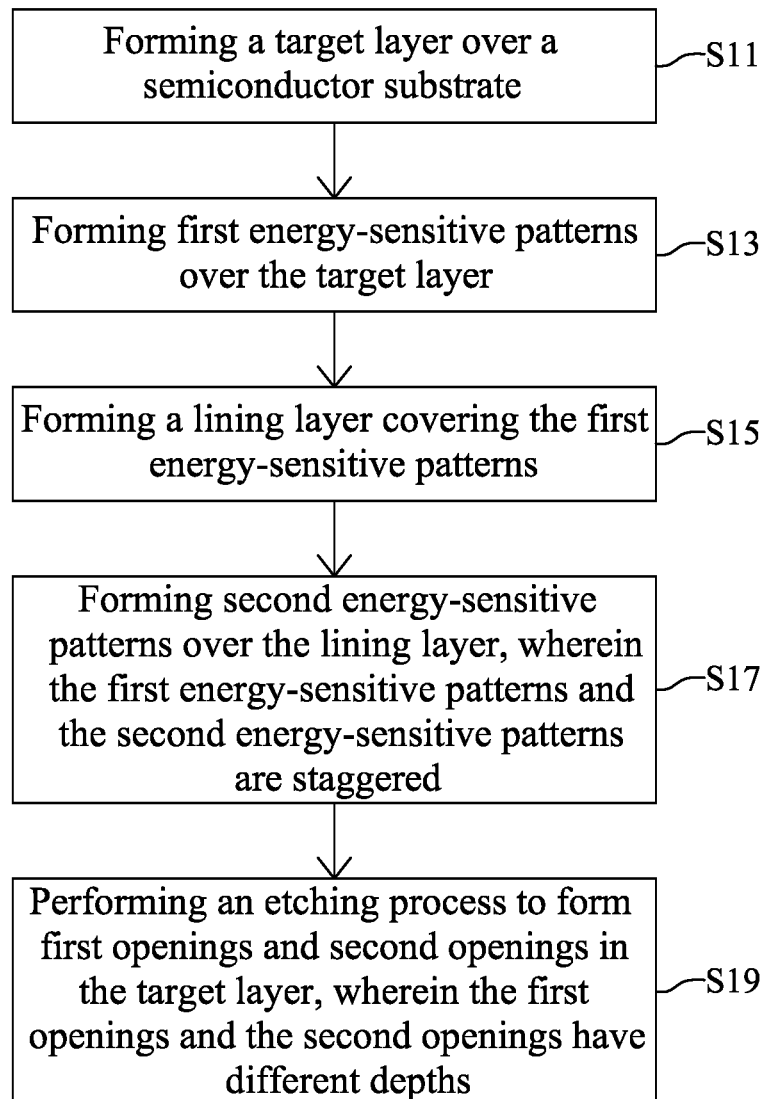 Forming a target layer over a
semiconductor substrate
S11
Forming first energy-sensitive patterns
over the target layer
S13
Forming a lining layer covering the first
energy-sensitive patterns
S15
Forming second energy-sensitive
patterns over the lining layer, wherein
the first energy-sensitive patterns and
the second energy-sensitive patterns
are staggered
S17
Performing an etching process to form
first openings and second openings in
the target layer, wherein the first
openings and the second openings have
different depths
S19